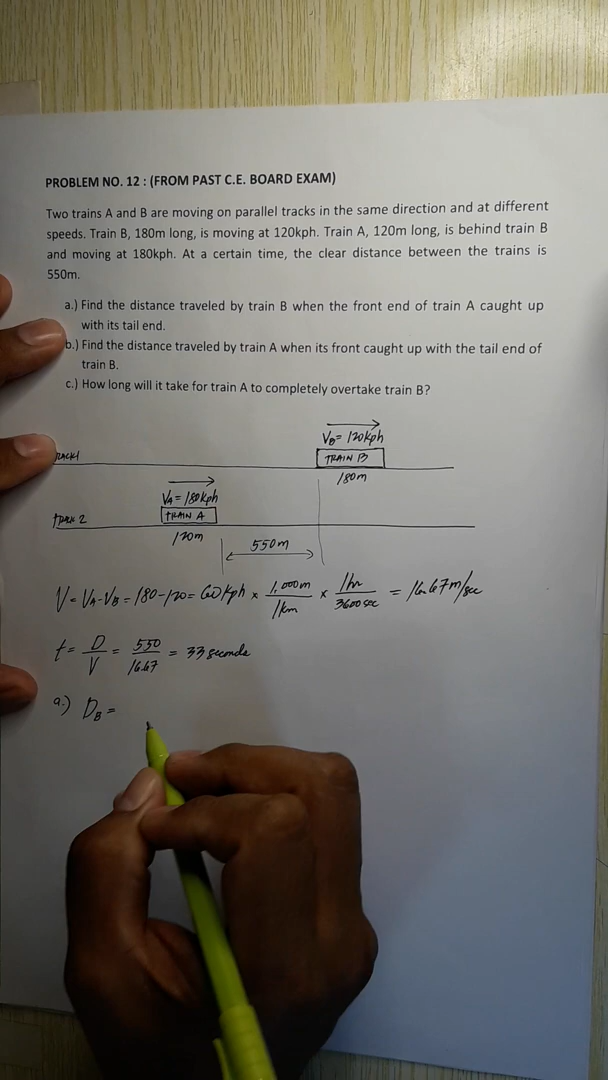 PROBLEM NO. 12 : (FROM PAST C.E. BOARD EXAM)
Two trains A and B are moving on parallel tracks in the same direction and at different
speeds. Train B, 180m long, is moving at 120kph. Train A, 120m long, is behind train B
and moving at 180kph. At a certain time, the clear distance between the trains is
550m.
a.) Find the distance traveled by train B when the front end of train A caught up
with its tail end.
b.) Find the distance traveled by train A when its front caught up with the tail end of
train B.
c.) How long will it take for train A to completely overtake train B?
VB = 120kph
TRACK 1
TRAIN B
180m
VA = 180kph
TRACK 2
TRAIN A
120m
550m
V = VA - VB = 180 - 120 = 60 kph × 1,000m / 1km × 1hr / 3600 sec = 16.67 m/sec
t = D / V = 550 / 16.67 = 33 seconds
a.) DB =